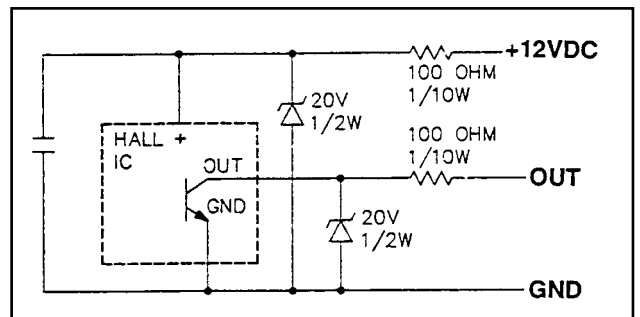 +12VDC
100 OHM
1/10W
20V
1/2W
HALL +
IC
100 OHM
1/10W
OUT
OUT
GND
20V
1/2W
GND